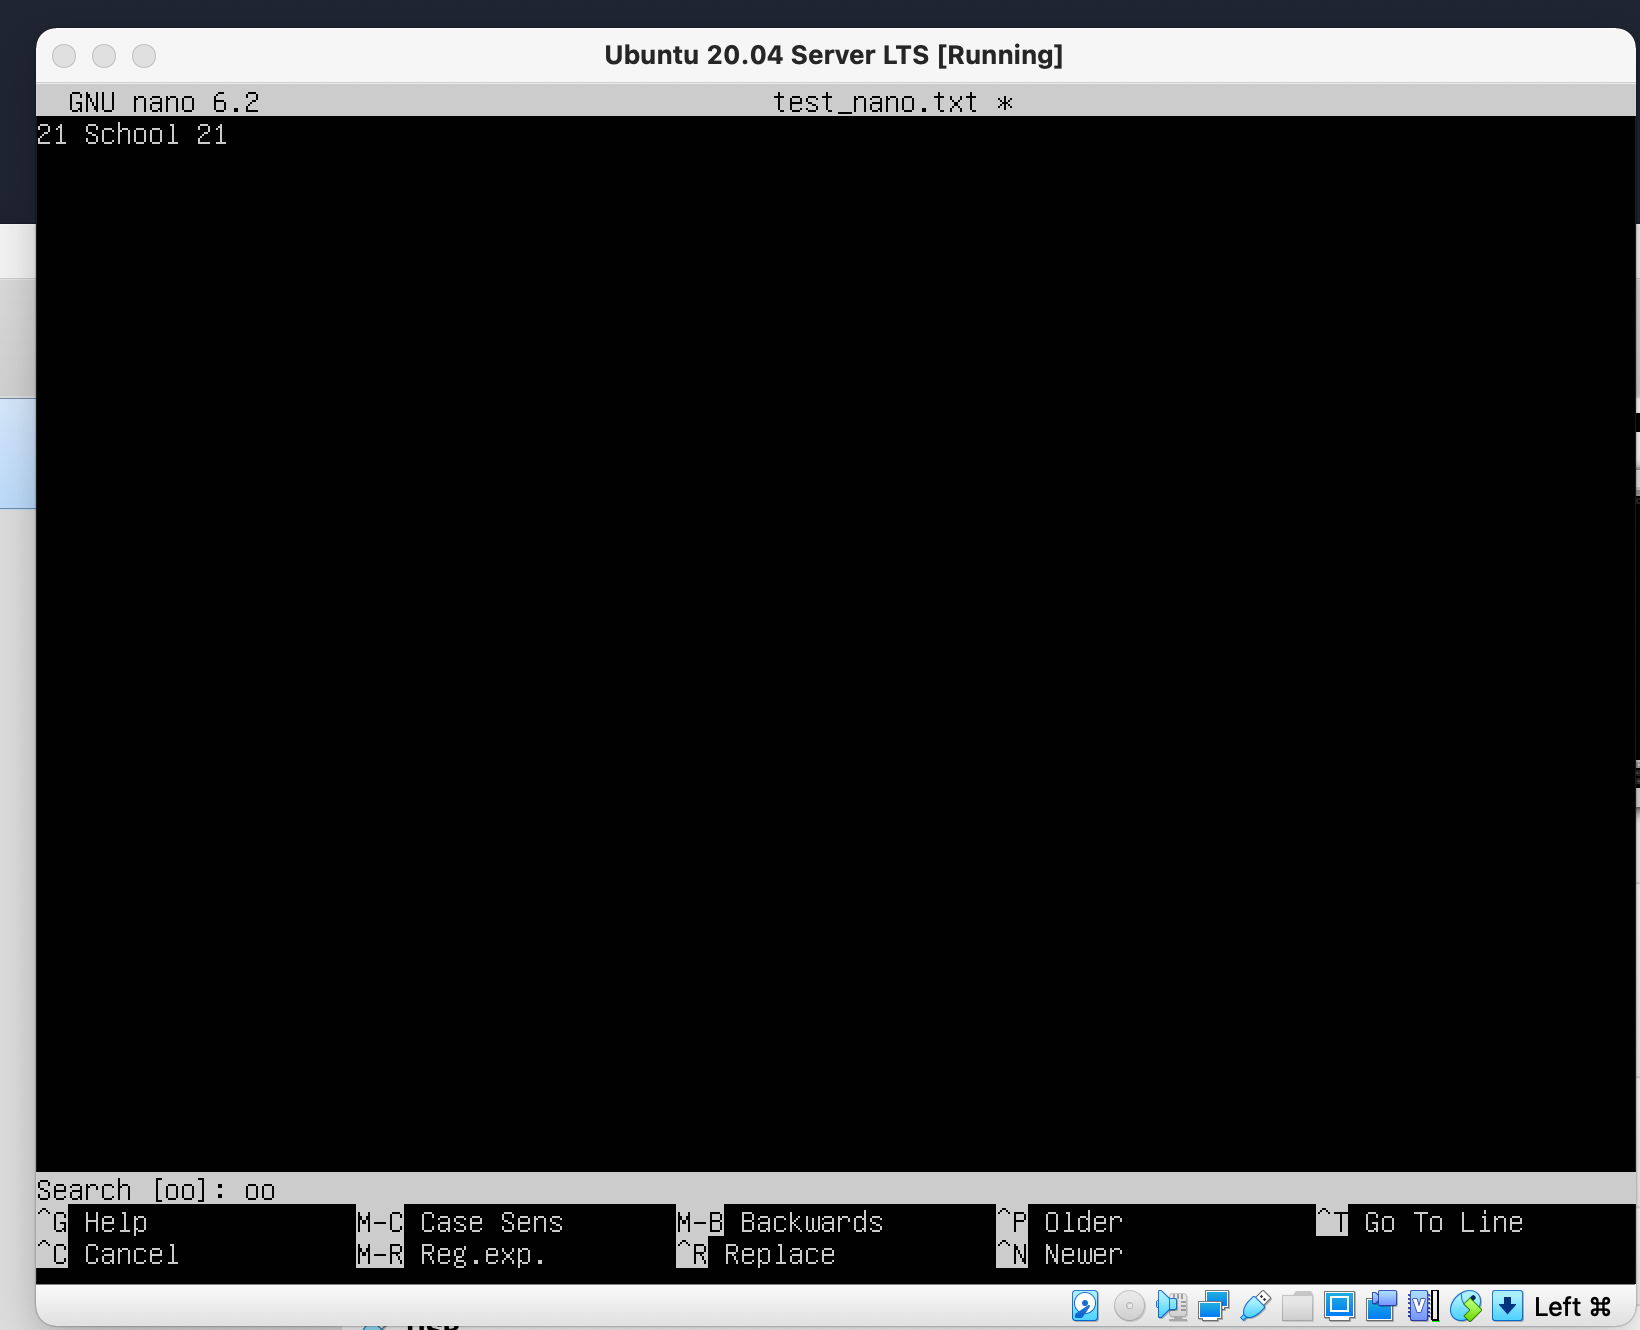 Ubuntu 20.04 Server LTS [Running]
GNU nano 6.2 test_nano.txt *
21 School 21
Search [oo]: oo
^G Help M-C Case Sens M-B Backwards ^P Older ^T Go To Line
^C Cancel M-R Reg.exp. ^R Replace ^N Newer
Left ⌘